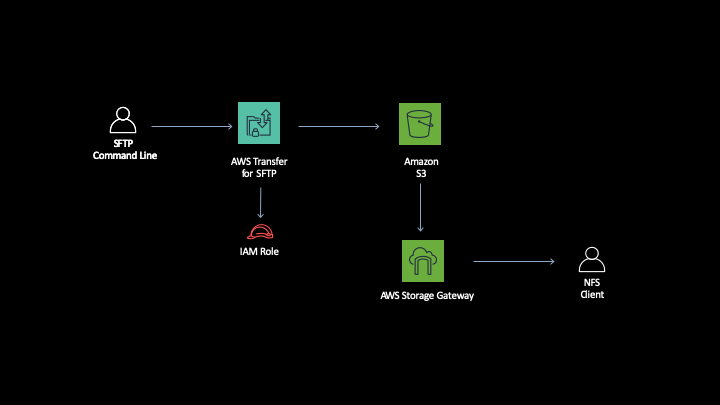 SFTP
Command Line
AWS Transfer
for SFTP
Amazon
S3
IAM Role
AWS Storage Gateway
NFS
Client